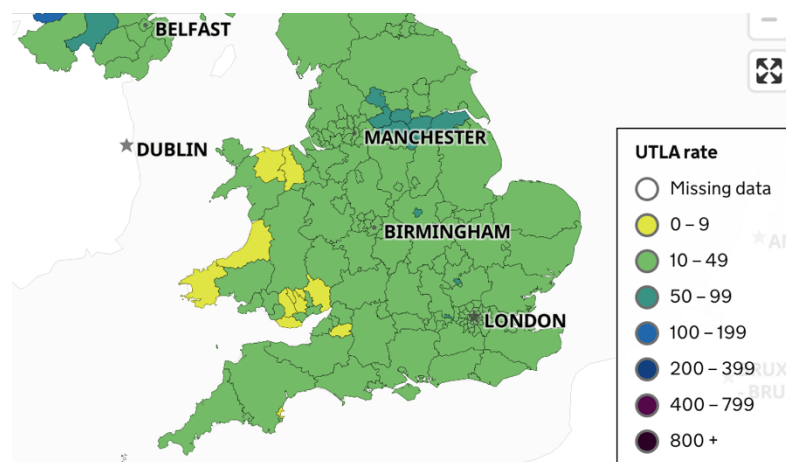 BELFAST
DUBLIN
MANCHESTER
BIRMINGHAM
LONDON
UTLA rate
Missing data
0 – 9
10 – 49
50 – 99
100 – 199
200 – 399
400 – 799
800 +